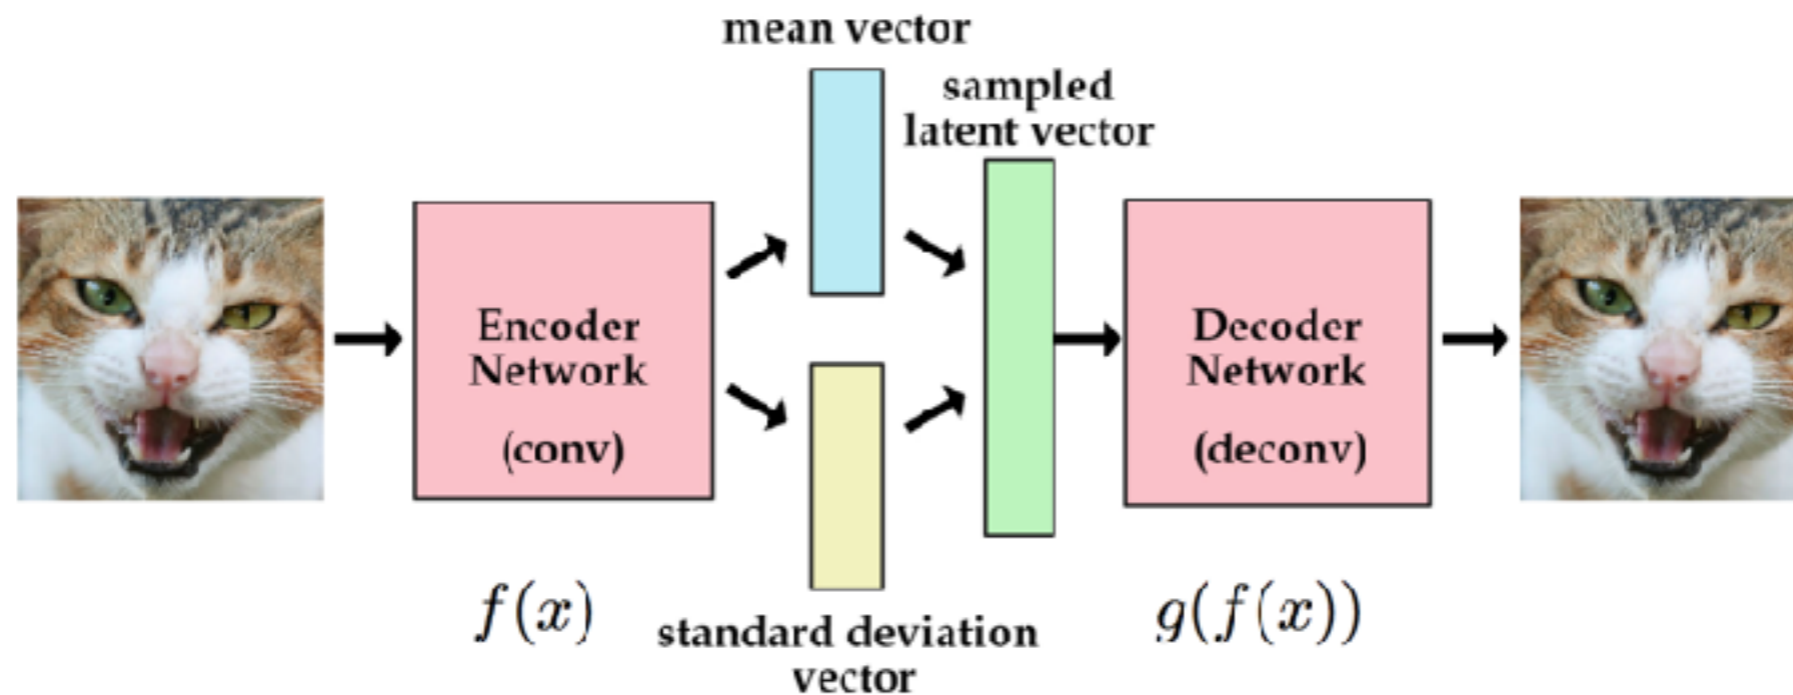 mean vector
sampled
latent vector
Encoder
Network
(conv)
Decoder
Network
(deconv)
f(x)
standard deviation
vector
g(f(x))